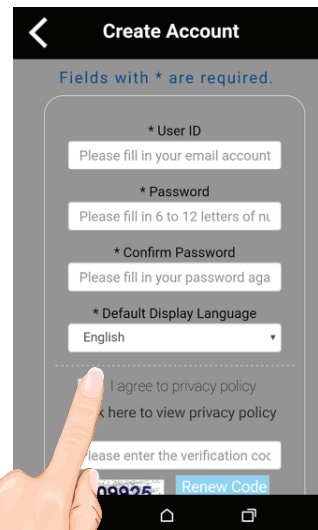 Create Account
Fields with * are required.
* User ID
Please fill in your email account
* Password
Please fill in 6 to 12 letters of nu
* Confirm Password
Please fill in your password aga
* Default Display Language
English
I agree to privacy policy
here to view privacy policy
Please enter the verification coc
09925
Renew Code